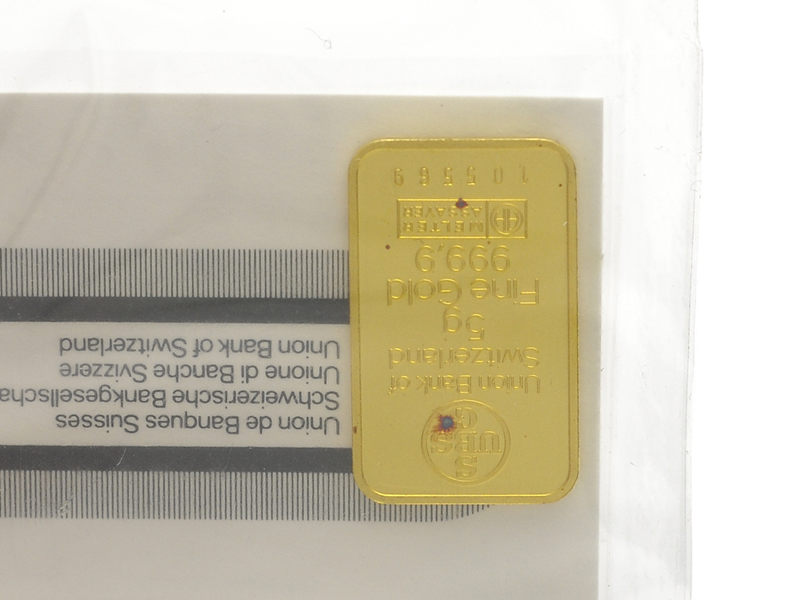 S
UBS
G
Union Bank of
Switzerland
5g
Fine Gold
999,9
MELTER
ASSAYER
105569
Union de Banques Suisses
Schweizerische Bankgesellscha
Unione di Banche Svizzere
Union Bank of Switzerland